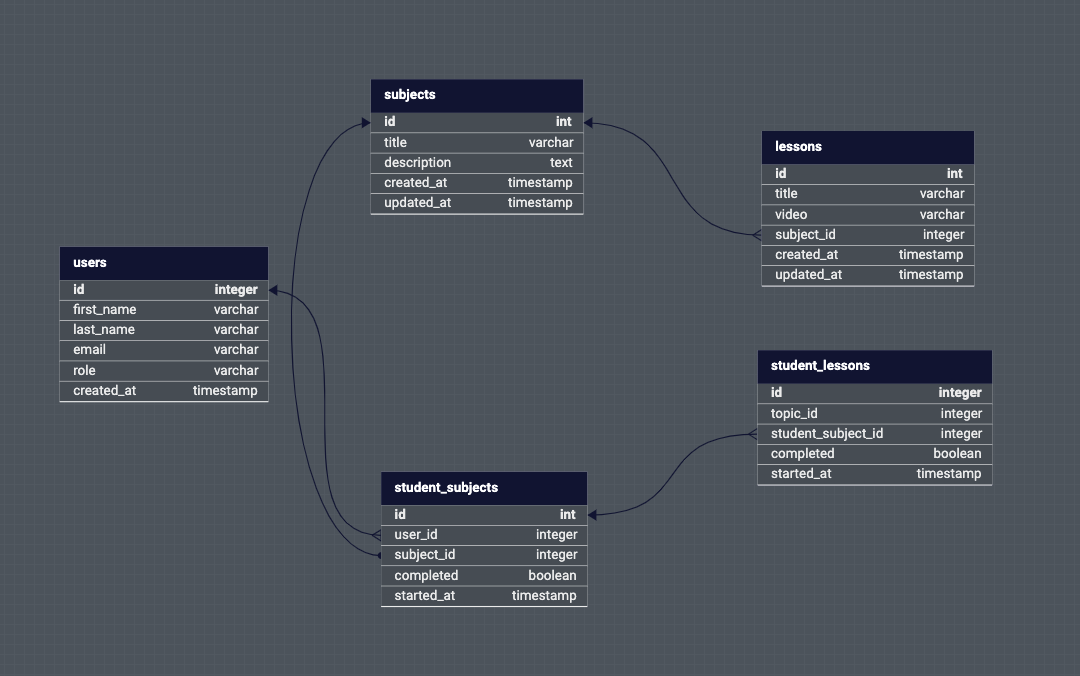 subjects
id int
title varchar
description text
created_at timestamp
updated_at timestamp
lessons
id int
title varchar
video varchar
subject_id integer
created_at timestamp
updated_at timestamp
users
id integer
first_name varchar
last_name varchar
email varchar
role varchar
created_at timestamp
student_lessons
id integer
topic_id integer
student_subject_id integer
completed boolean
started_at timestamp
student_subjects
id int
user_id integer
subject_id integer
completed boolean
started_at timestamp